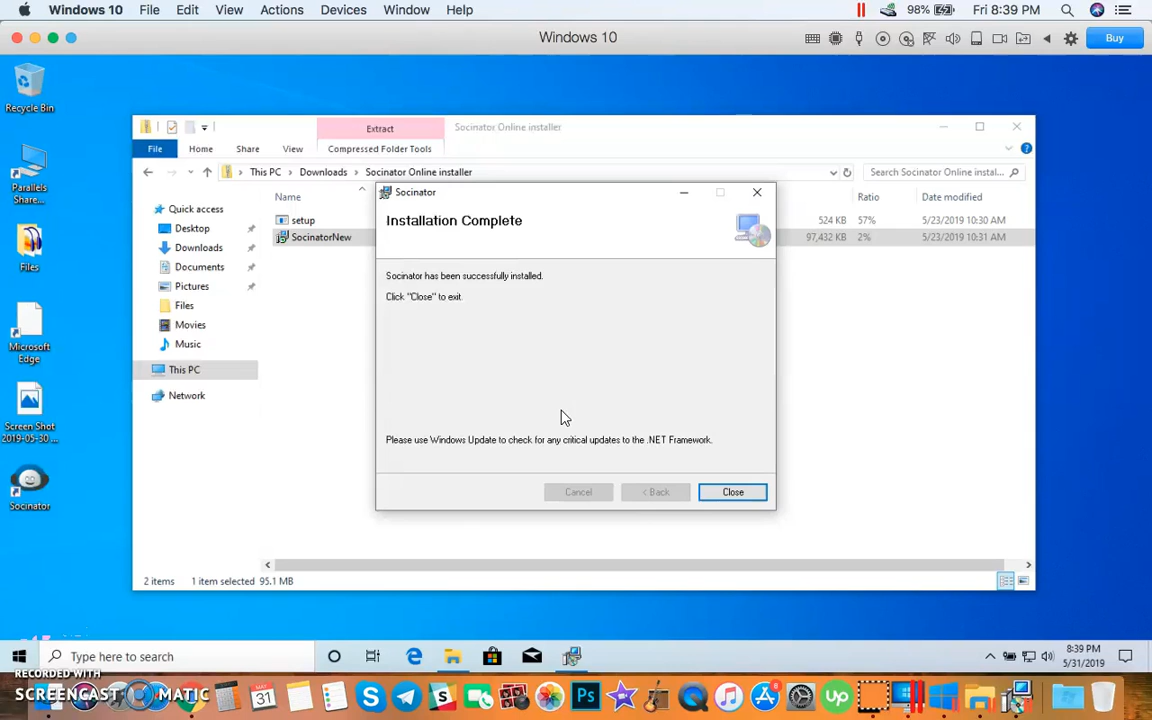 Windows 10 File Edit View Actions Devices Window Help 98% Fri 8:39 PM
Windows 10 Buy
Recycle Bin
Parallels
Share...
Files
Microsoft
Edge
Screen Shot
2019-05-30 ...
Socinator
Extract Socinator Online installer
File Home Share View Compressed Folder Tools
This PC Downloads Socinator Online installer Search Socinator Online instal...
Name Ratio Date modified
Quick access
Desktop
Downloads
Documents
Pictures
Files
Movies
Music
This PC
Network
setup 524 KB 57% 5/23/2019 10:30 AM
SocinatorNew 97,432 KB 2% 5/23/2019 10:31 AM
Socinator
Installation Complete
Socinator has been successfully installed.
Click "Close" to exit.
Please use Windows Update to check for any critical updates to the .NET Framework.
Cancel < Back Close
2 items 1 item selected 95.1 MB
Type here to search
8:39 PM
5/31/2019
RECORDED WITH
SCREENCAST MATIC
MAY
31
Ps
up